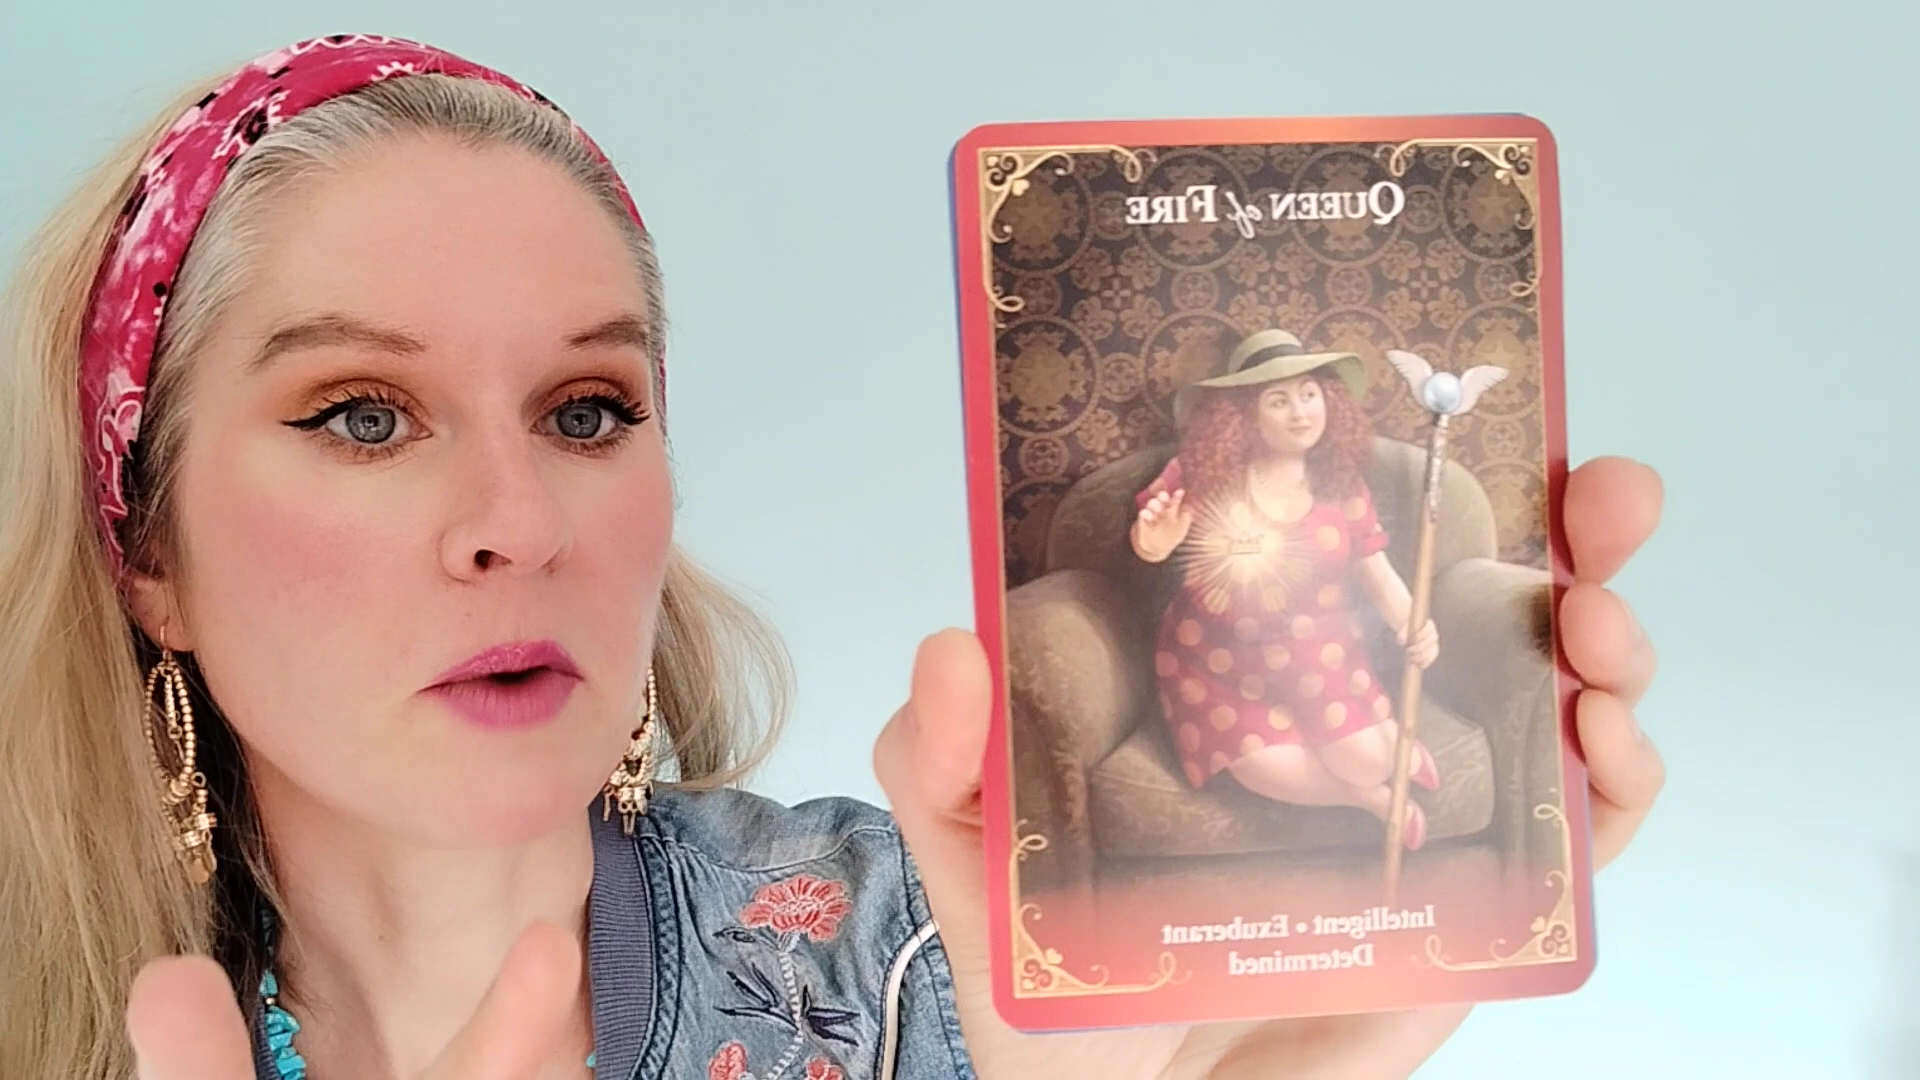 QUEEN of FIRE
Intelligent • Exuberant
Determined